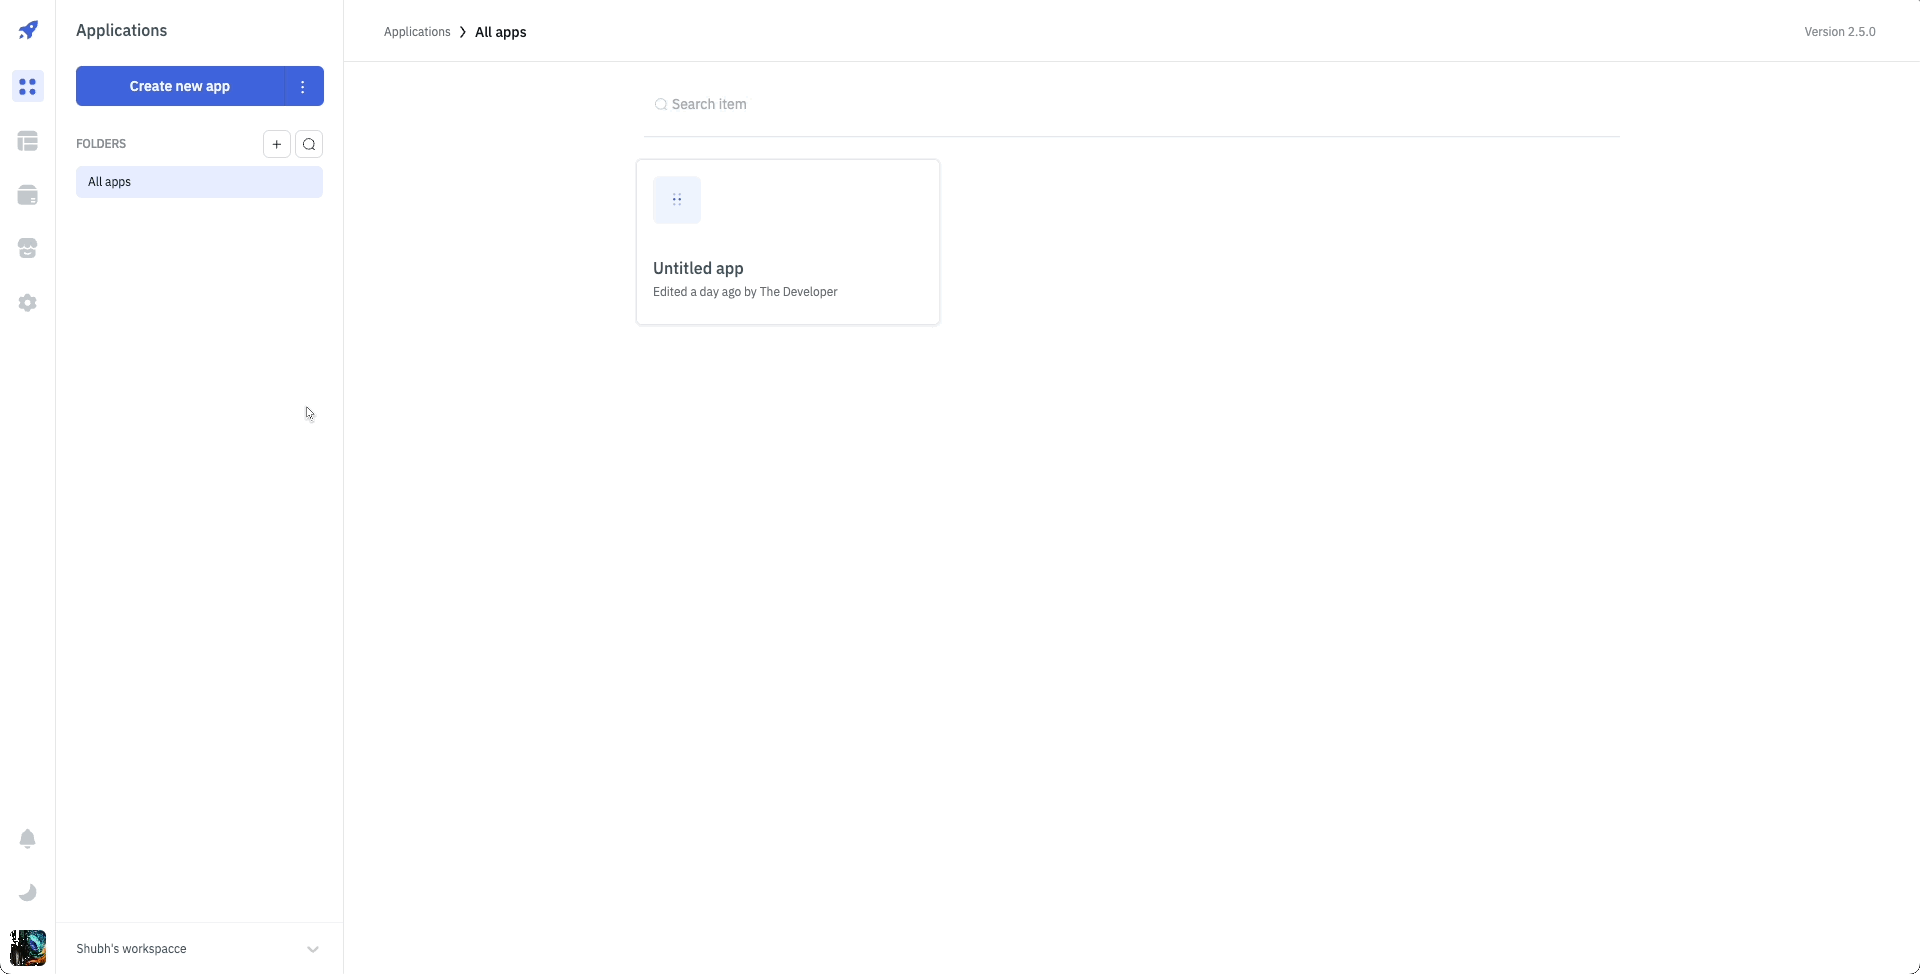 Applications
Create new app
FOLDERS
All apps
Shubh's workspacce
Applications > All apps
Version 2.5.0
Search item
Untitled app
Edited a day ago by The Developer